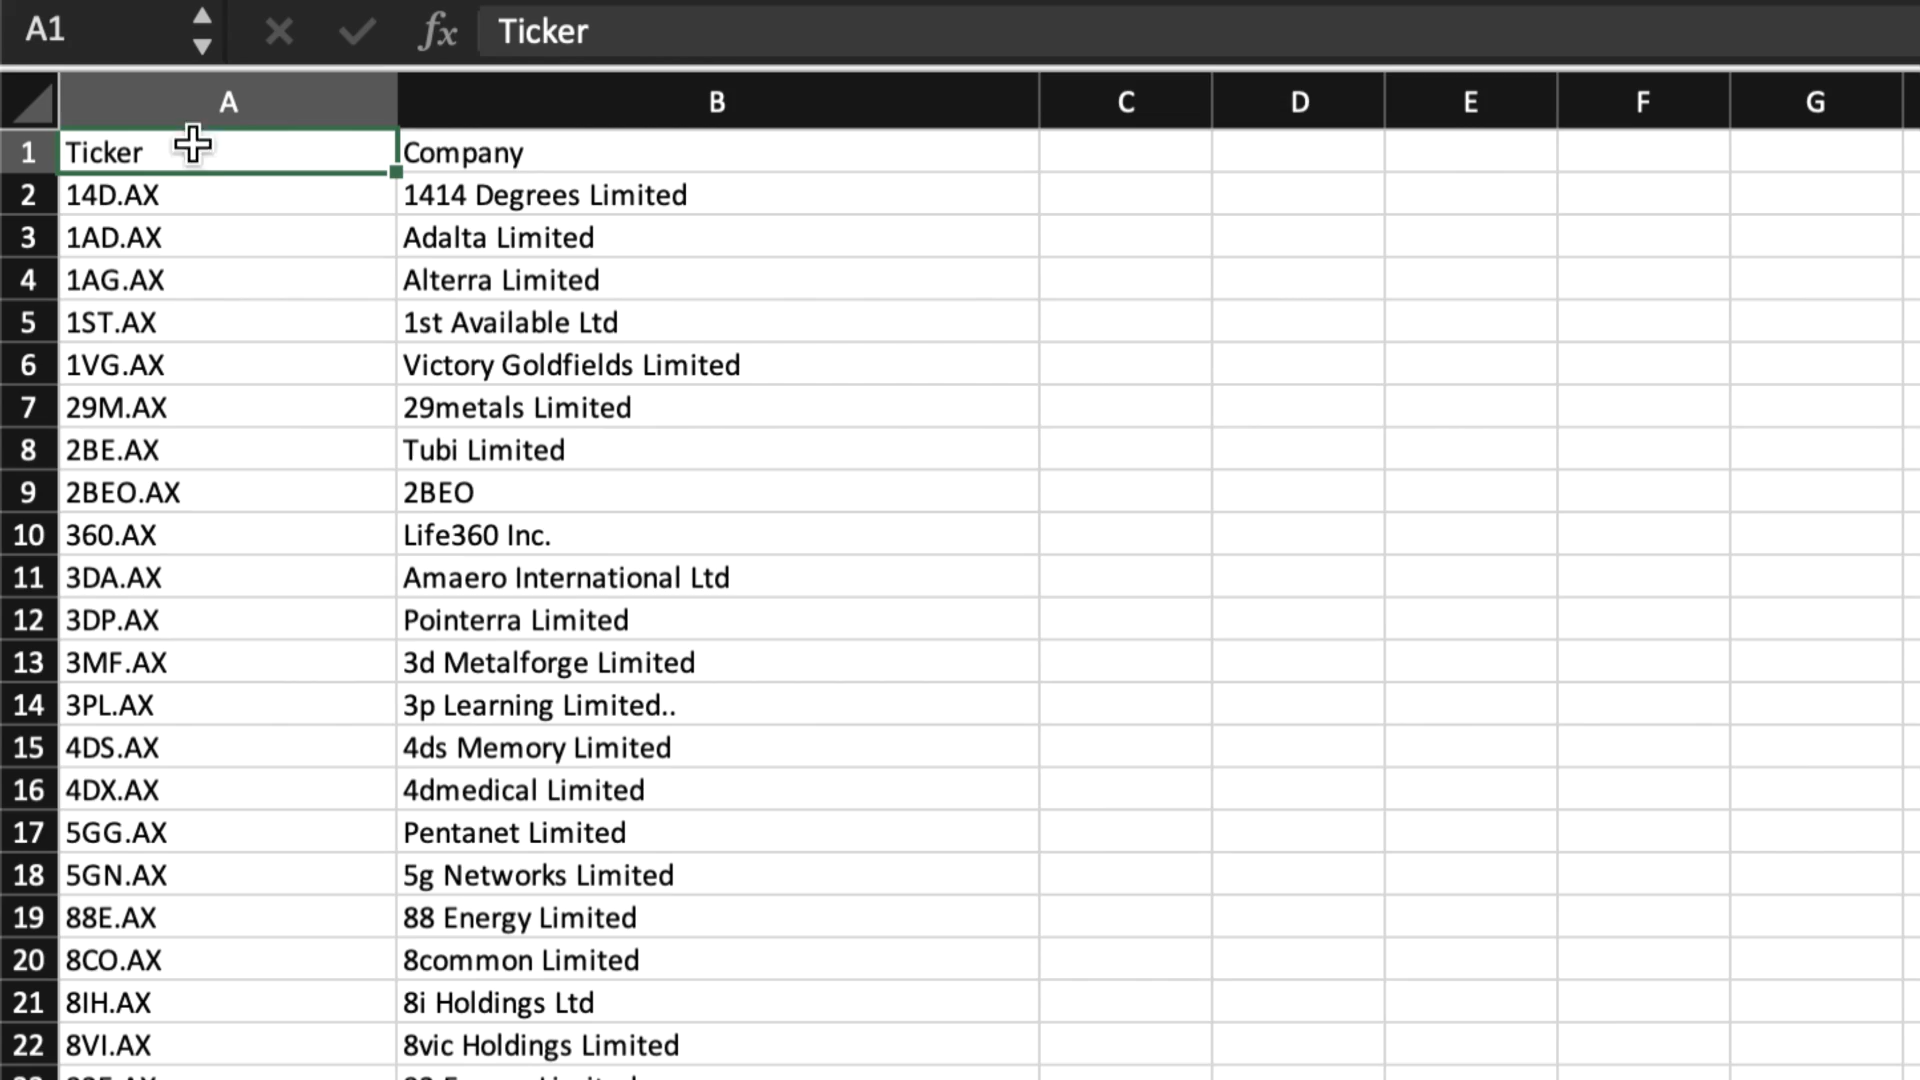 A1 fx Ticker
A B C D E F G
1 Ticker Company
2 14D.AX 1414 Degrees Limited
3 1AD.AX Adalta Limited
4 1AG.AX Alterra Limited
5 1ST.AX 1st Available Ltd
6 1VG.AX Victory Goldfields Limited
7 29M.AX 29metals Limited
8 2BE.AX Tubi Limited
9 2BEO.AX 2BEO
10 360.AX Life360 Inc.
11 3DA.AX Amaero International Ltd
12 3DP.AX Pointerra Limited
13 3MF.AX 3d Metalforge Limited
14 3PL.AX 3p Learning Limited..
15 4DS.AX 4ds Memory Limited
16 4DX.AX 4dmedical Limited
17 5GG.AX Pentanet Limited
18 5GN.AX 5g Networks Limited
19 88E.AX 88 Energy Limited
20 8CO.AX 8common Limited
21 8IH.AX 8i Holdings Ltd
22 8VI.AX 8vic Holdings Limited